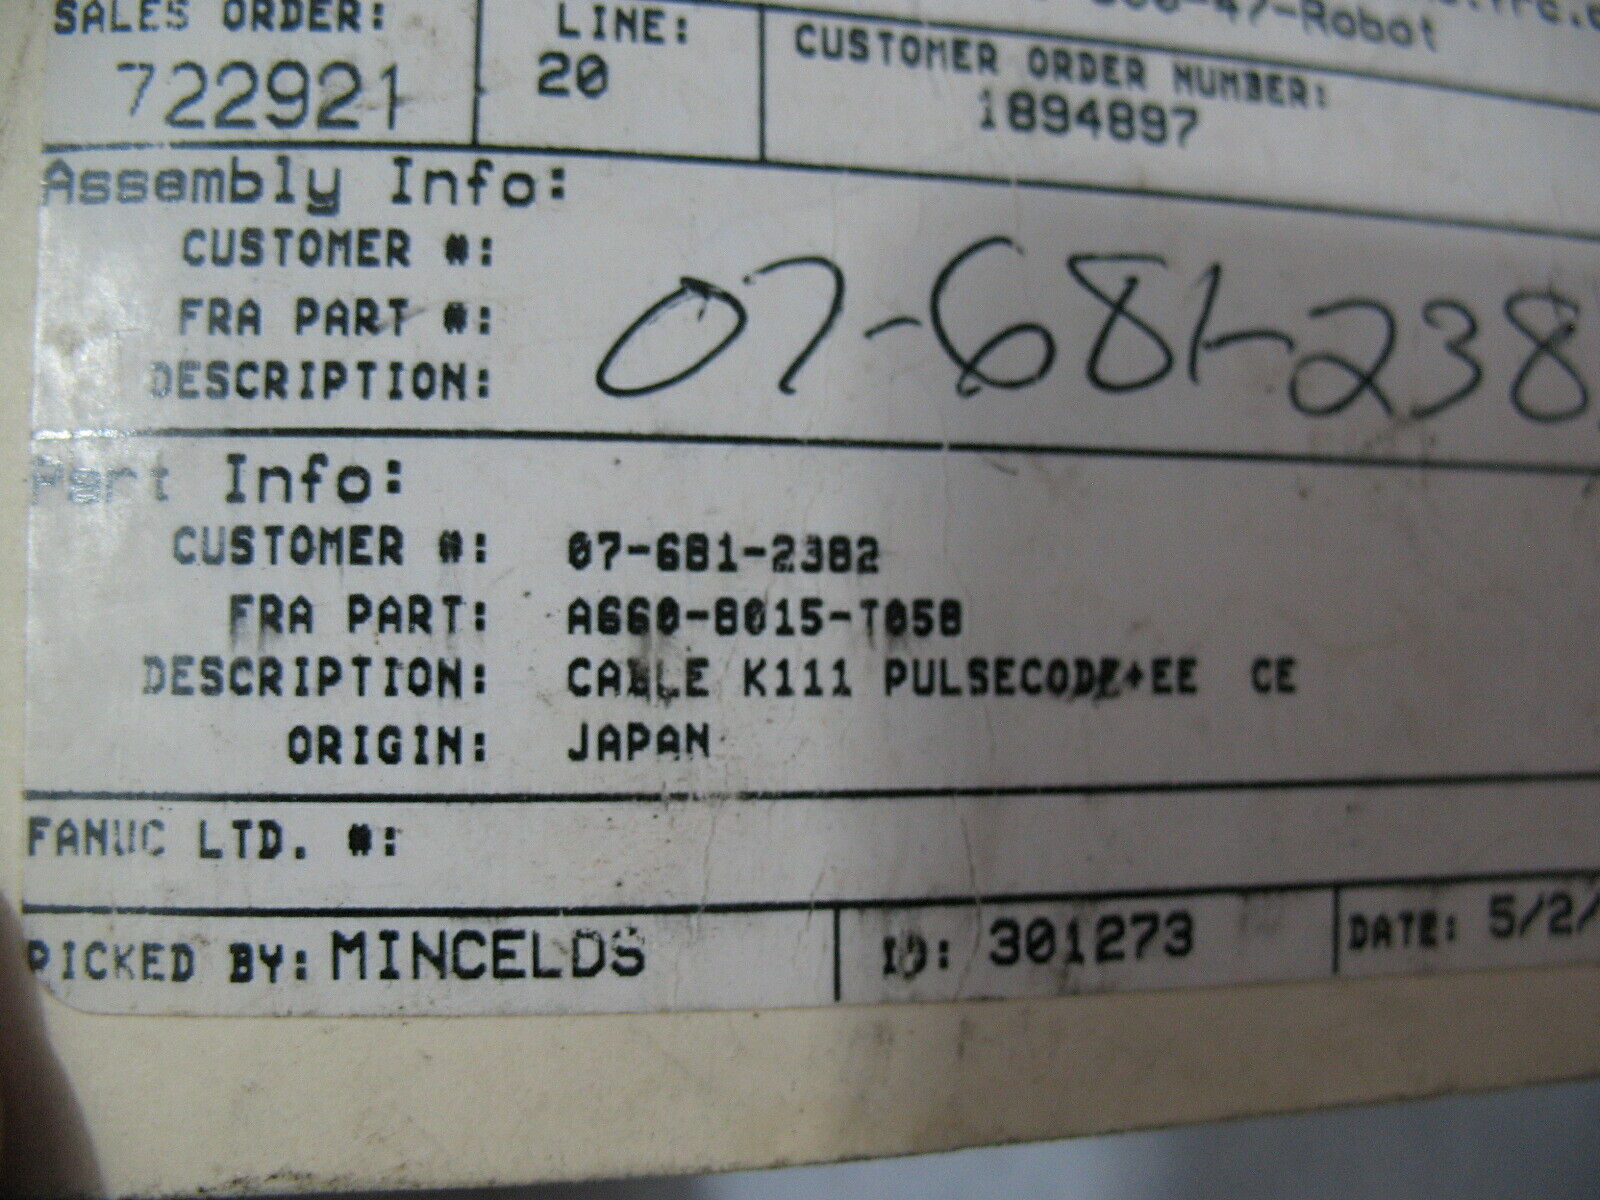 -47-Robot
SALES ORDER: LINE: CUSTOMER ORDER NUMBER:
722921 20 1894897
Assembly Info:
CUSTOMER #:
FRA PART #: 07-681-238
DESCRIPTION:
Part Info:
CUSTOMER #: 07-681-2382
FRA PART: A660-8015-T058
DESCRIPTION: CABLE K111 PULSECODE+EE CE
ORIGIN: JAPAN
FANUC LTD. #:
PICKED BY: MINCELDS ID: 301273 DATE: 5/2/